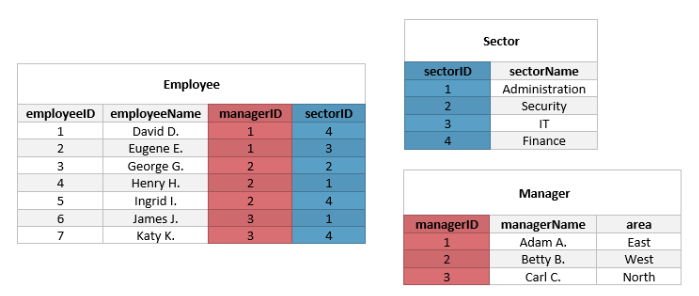 Employee
employeeID employeeName managerID sectorID
1 David D. 1 4
2 Eugene E. 1 3
3 George G. 2 2
4 Henry H. 2 1
5 Ingrid I. 2 4
6 James J. 3 1
7 Katy K. 3 4
Sector
sectorID sectorName
1 Administration
2 Security
3 IT
4 Finance
Manager
managerID managerName area
1 Adam A. East
2 Betty B. West
3 Carl C. North